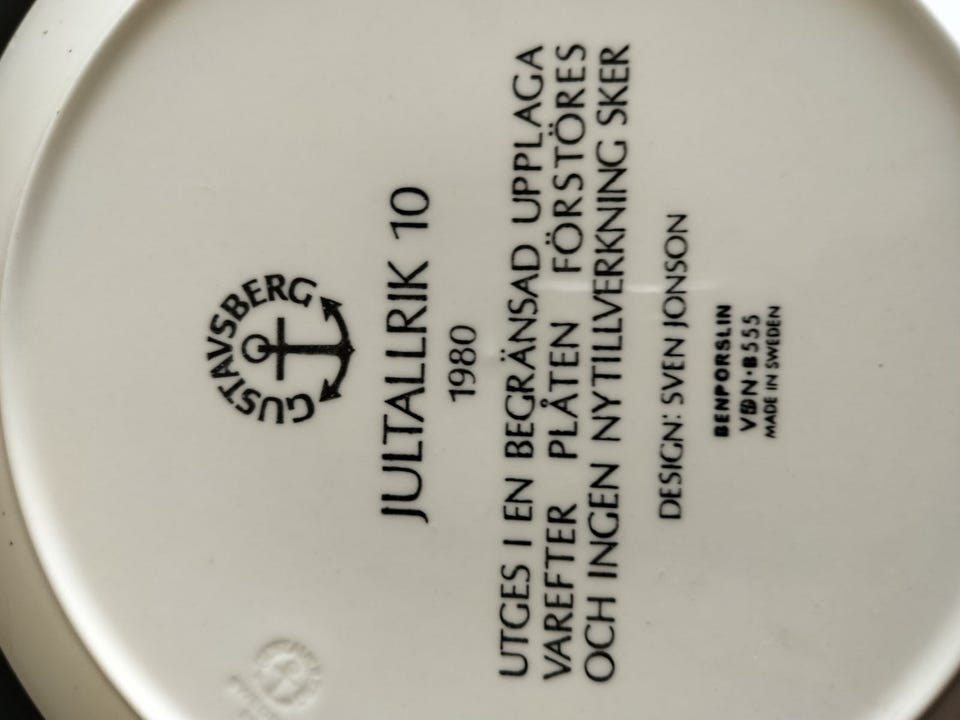 GUSTAVSBERG
JULTALLRIK 10
1980
UTGES I EN BEGRÄNSAD UPPLAGA
VAREFTER PLÅTEN FÖRSTÖRES
OCH INGEN NYTILLVERKNING SKER
DESIGN: SVEN JONSON
BENPORSLIN
VDN·B555
MADE IN SWEDEN